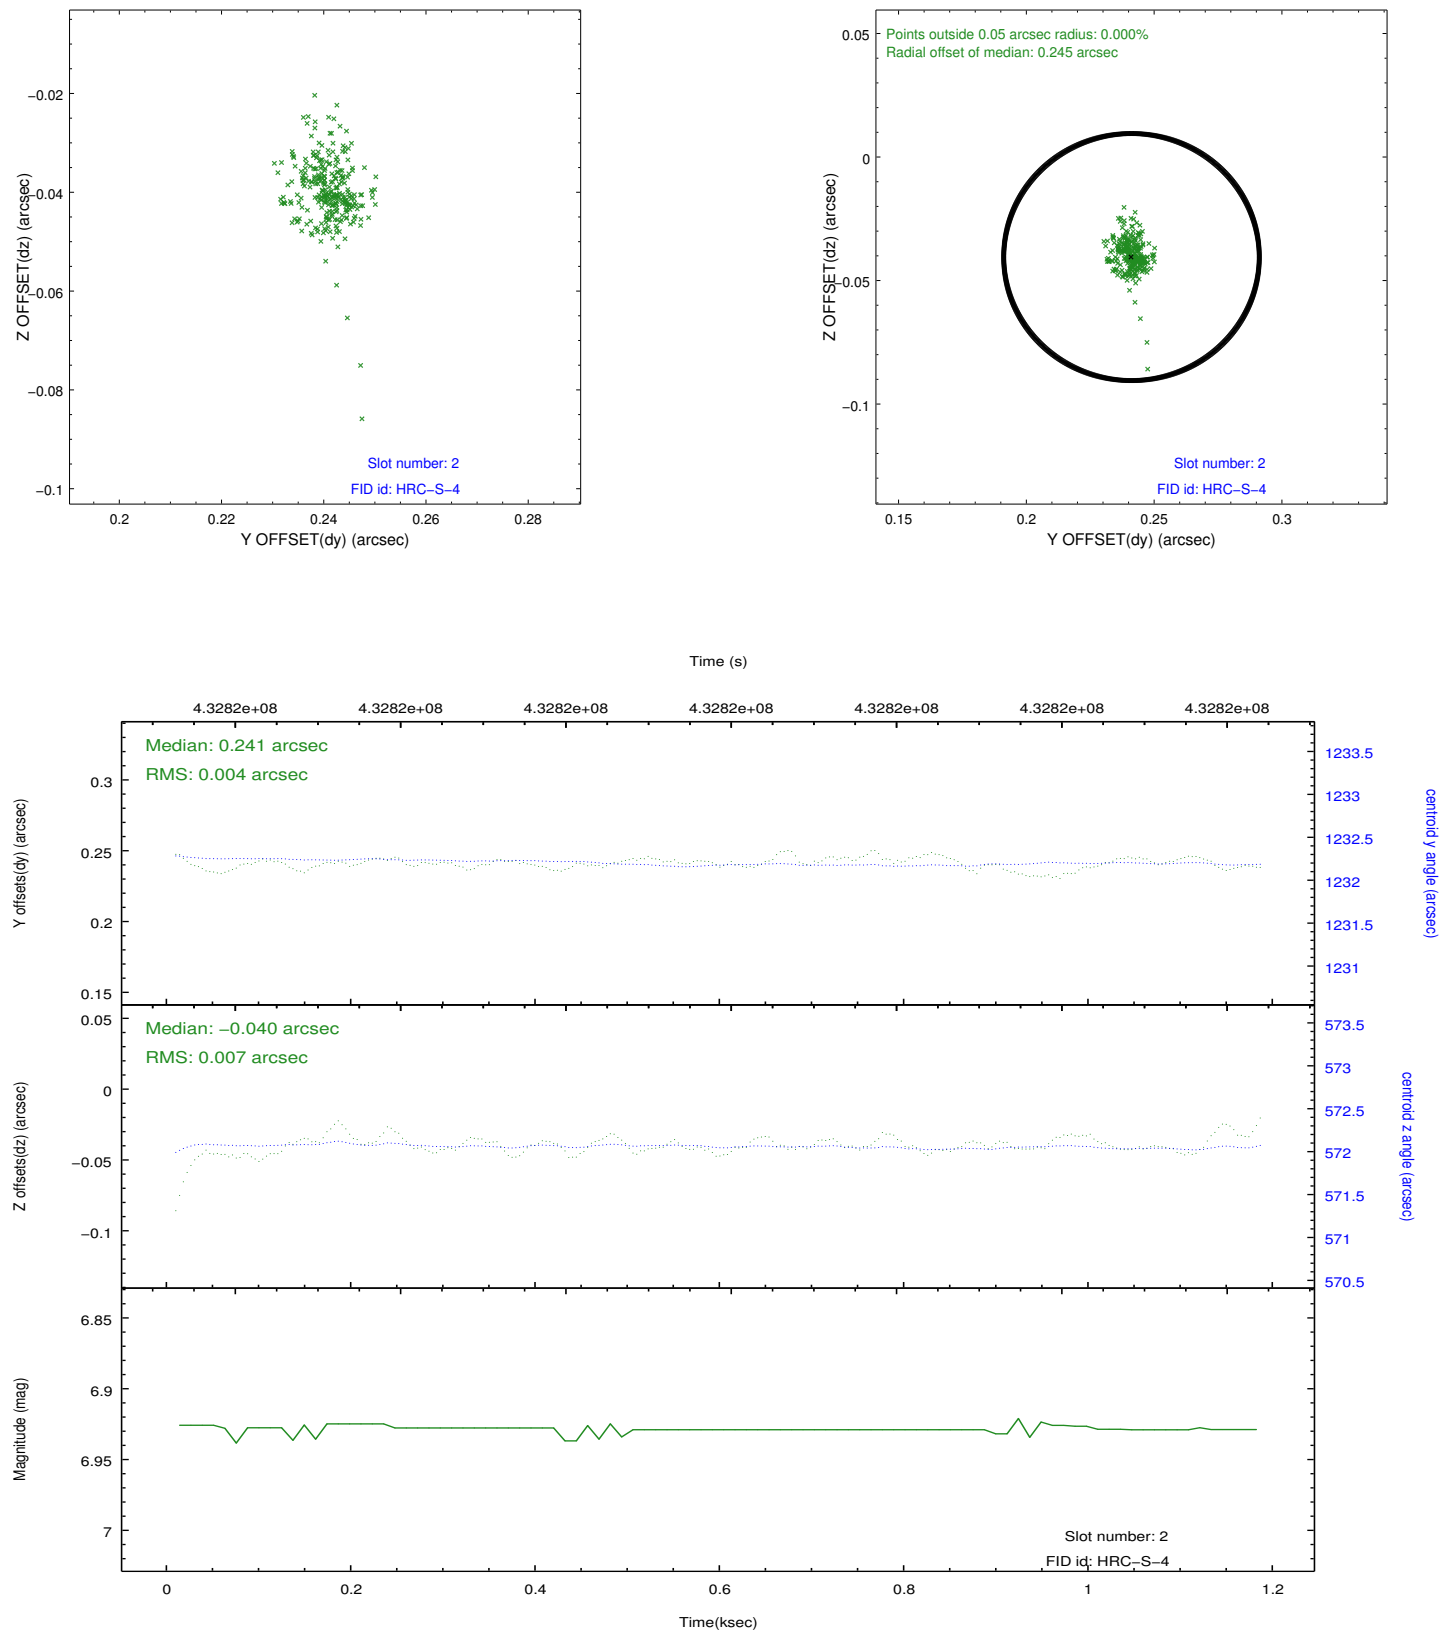 −0.02
−0.04
−0.06
−0.08
−0.1
Z OFFSET(dz) (arcsec)
Slot number: 2
FID id: HRC−S−4
0.2 0.22 0.24 0.26 0.28
Y OFFSET(dy) (arcsec)
Points outside 0.05 arcsec radius: 0.000%
Radial offset of median: 0.245 arcsec
0.05
0
−0.05
−0.1
Z OFFSET(dz) (arcsec)
Slot number: 2
FID id: HRC−S−4
0.15 0.2 0.25 0.3
Y OFFSET(dy) (arcsec)
Time (s)
4.3282e+08 4.3282e+08 4.3282e+08 4.3282e+08 4.3282e+08 4.3282e+08 4.3282e+08
Median: 0.241 arcsec
RMS: 0.004 arcsec
0.3
0.25
0.2
0.15
Y offsets(dy) (arcsec)
1233.5
1233
1232.5
1232
1231.5
1231
centroid y angle (arcsec)
Median: −0.040 arcsec
RMS: 0.007 arcsec
0.05
0
−0.05
−0.1
Z offsets(dz) (arcsec)
573.5
573
572.5
572
571.5
571
570.5
centroid z angle (arcsec)
6.85
6.9
6.95
7
Magnitude (mag)
Slot number: 2
FID id: HRC−S−4
0 0.2 0.4 0.6 0.8 1 1.2
Time(ksec)